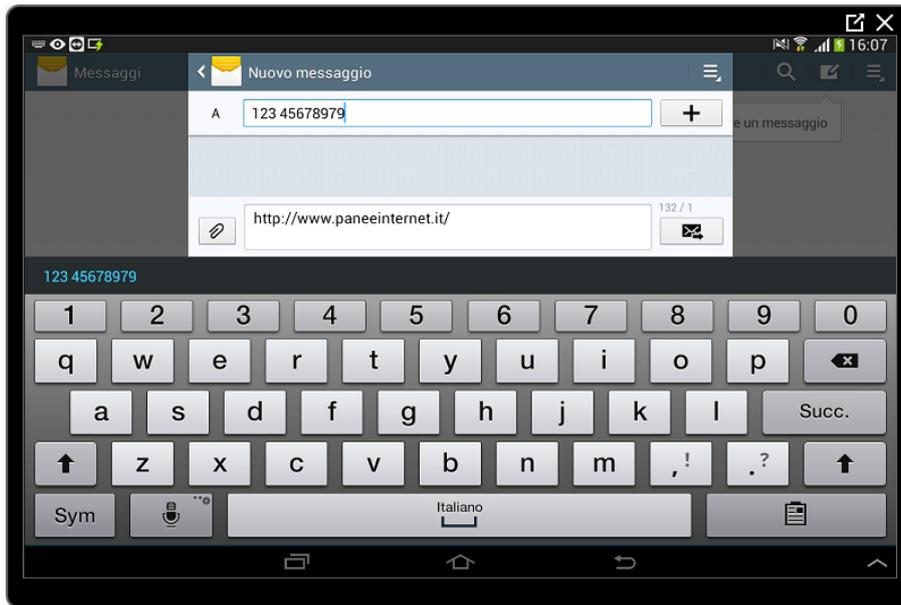 16:07
Messaggi
Nuovo messaggio
A
123 45678979
e un messaggio
132 / 1
http://www.paneeinternet.it/
123 45678979
1 2 3 4 5 6 7 8 9 0
q w e r t y u i o p
a s d f g h j k l Succ.
z x c v b n m ,! .?
Sym
Italiano